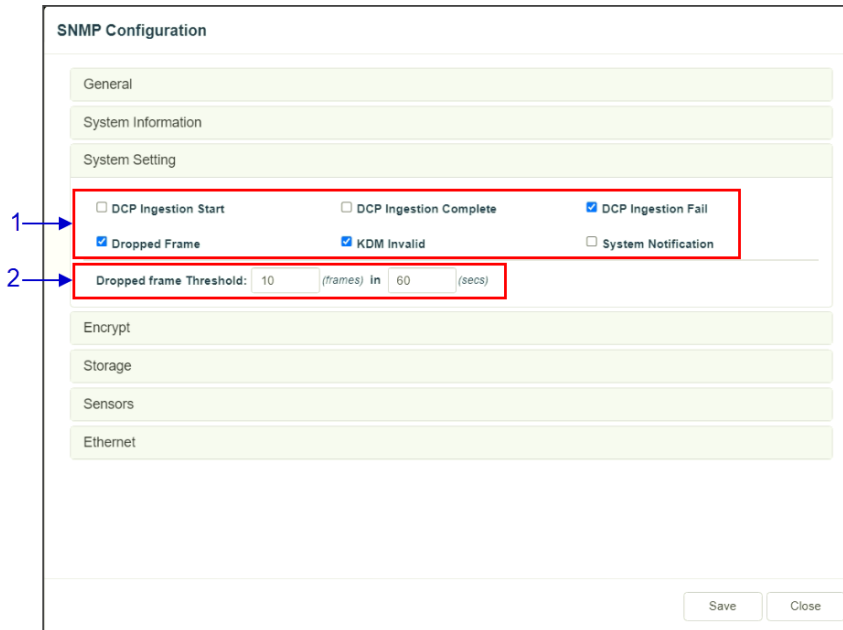 SNMP Configuration
General
System Information
System Setting
1
DCP Ingestion Start DCP Ingestion Complete DCP Ingestion Fail
Dropped Frame KDM Invalid System Notification
2
Dropped frame Threshold: 10 (frames) in 60 (secs)
Encrypt
Storage
Sensors
Ethernet
Save Close